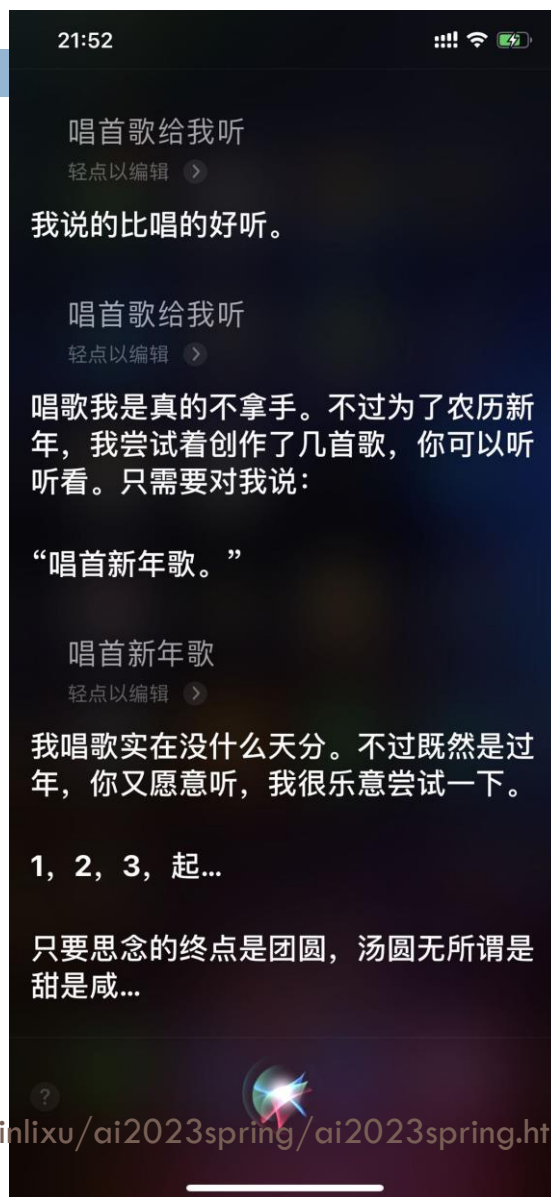 21:52
唱首歌给我听
轻点以编辑
我说的比唱的好听。
唱首歌给我听
轻点以编辑
唱歌我是真的不拿手。不过为了农历新
年，我尝试着创作了几首歌，你可以听
听看。只需要对我说：
“唱首新年歌。”
唱首新年歌
轻点以编辑
我唱歌实在没什么天分。不过既然是过
年，你又愿意听，我很乐意尝试一下。
1，2，3，起...
只要思念的终点是团圆，汤圆无所谓是
甜是咸...
?
inlixu/ai2023spring/ai2023spring.ht